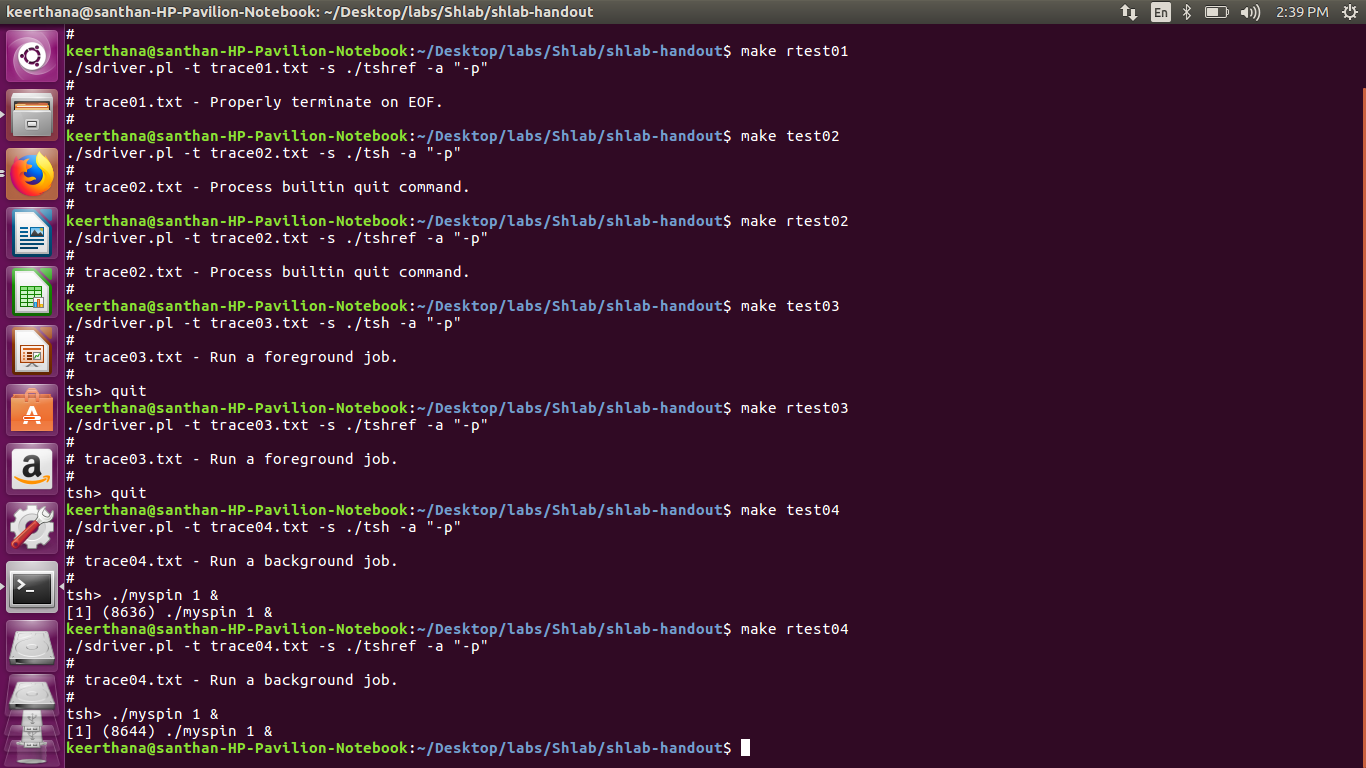 keerthana@santhan-HP-Pavilion-Notebook: ~/Desktop/labs/Shlab/shlab-handout
En
2:39 PM
#
keerthana@santhan-HP-Pavilion-Notebook:~/Desktop/labs/Shlab/shlab-handout$ make rtest01
./sdriver.pl -t trace01.txt -s ./tshref -a "-p"
#
# trace01.txt - Properly terminate on EOF.
#
keerthana@santhan-HP-Pavilion-Notebook:~/Desktop/labs/Shlab/shlab-handout$ make test02
./sdriver.pl -t trace02.txt -s ./tsh -a "-p"
#
# trace02.txt - Process builtin quit command.
#
keerthana@santhan-HP-Pavilion-Notebook:~/Desktop/labs/Shlab/shlab-handout$ make rtest02
./sdriver.pl -t trace02.txt -s ./tshref -a "-p"
#
# trace02.txt - Process builtin quit command.
#
keerthana@santhan-HP-Pavilion-Notebook:~/Desktop/labs/Shlab/shlab-handout$ make test03
./sdriver.pl -t trace03.txt -s ./tsh -a "-p"
#
# trace03.txt - Run a foreground job.
#
tsh> quit
keerthana@santhan-HP-Pavilion-Notebook:~/Desktop/labs/Shlab/shlab-handout$ make rtest03
./sdriver.pl -t trace03.txt -s ./tshref -a "-p"
#
# trace03.txt - Run a foreground job.
#
tsh> quit
keerthana@santhan-HP-Pavilion-Notebook:~/Desktop/labs/Shlab/shlab-handout$ make test04
./sdriver.pl -t trace04.txt -s ./tsh -a "-p"
#
# trace04.txt - Run a background job.
#
tsh> ./myspin 1 &
[1] (8636) ./myspin 1 &
keerthana@santhan-HP-Pavilion-Notebook:~/Desktop/labs/Shlab/shlab-handout$ make rtest04
./sdriver.pl -t trace04.txt -s ./tshref -a "-p"
#
# trace04.txt - Run a background job.
#
tsh> ./myspin 1 &
[1] (8644) ./myspin 1 &
keerthana@santhan-HP-Pavilion-Notebook:~/Desktop/labs/Shlab/shlab-handout$